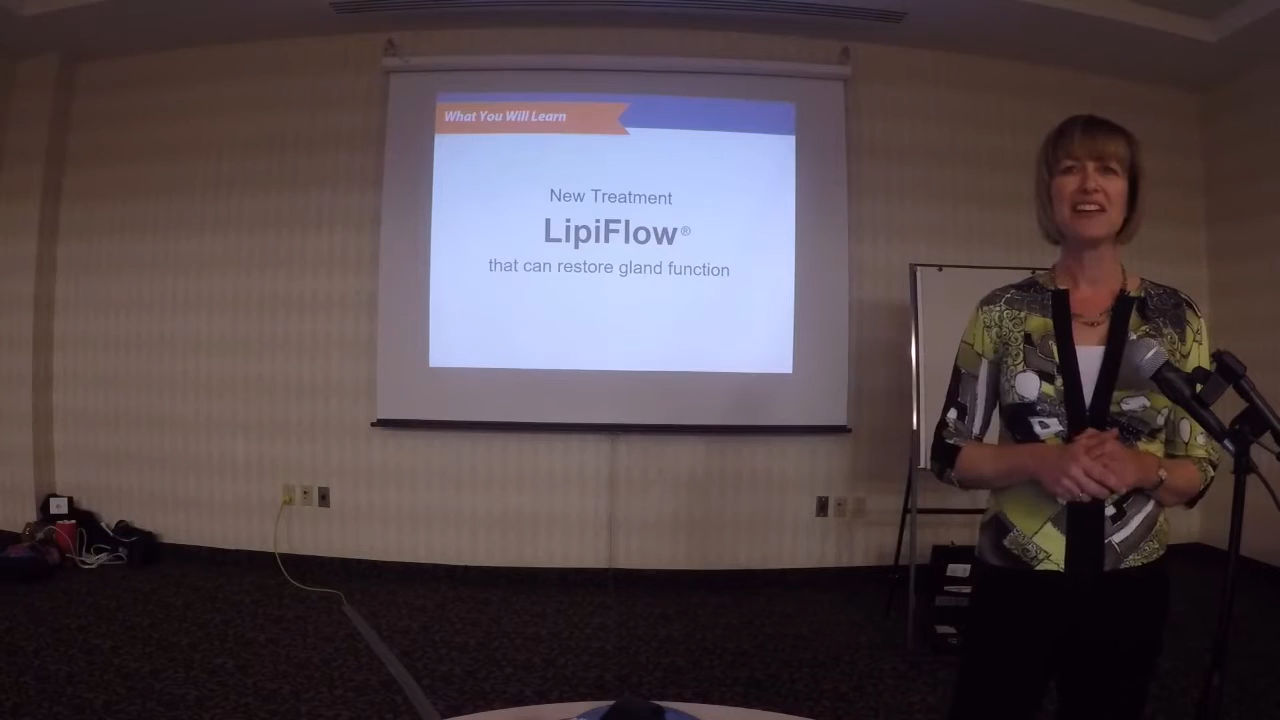 What You Will Learn
New Treatment
LipiFlow®
that can restore gland function